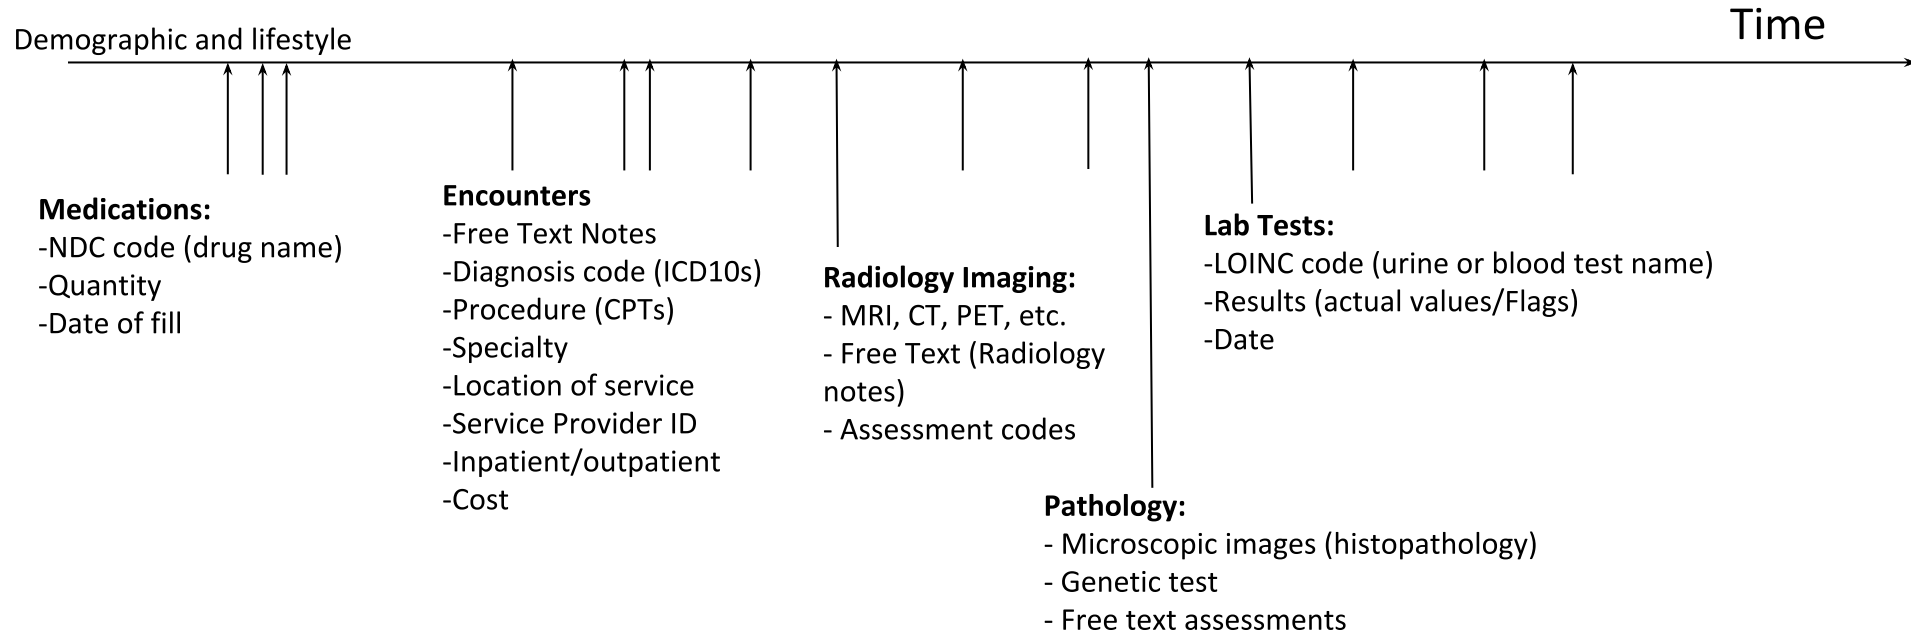 Time
Demographic and lifestyle
Medications:
-NDC code (drug name)
-Quantity
-Date of fill
Encounters
-Free Text Notes
-Diagnosis code (ICD10s)
-Procedure (CPTs)
-Specialty
-Location of service
-Service Provider ID
-Inpatient/outpatient
-Cost
Radiology Imaging:
- MRI, CT, PET, etc.
- Free Text (Radiology
notes)
- Assessment codes
Pathology:
- Microscopic images (histopathology)
- Genetic test
- Free text assessments
Lab Tests:
-LOINC code (urine or blood test name)
-Results (actual values/Flags)
-Date